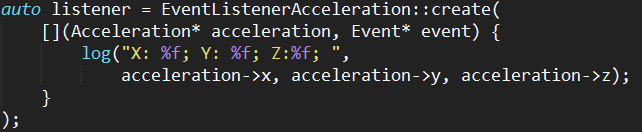 auto listener = EventListenerAcceleration::create(
    [](Acceleration* acceleration, Event* event) {
        log("X: %f; Y: %f; Z:%f; ",
            acceleration->x, acceleration->y, acceleration->z);
    }
);